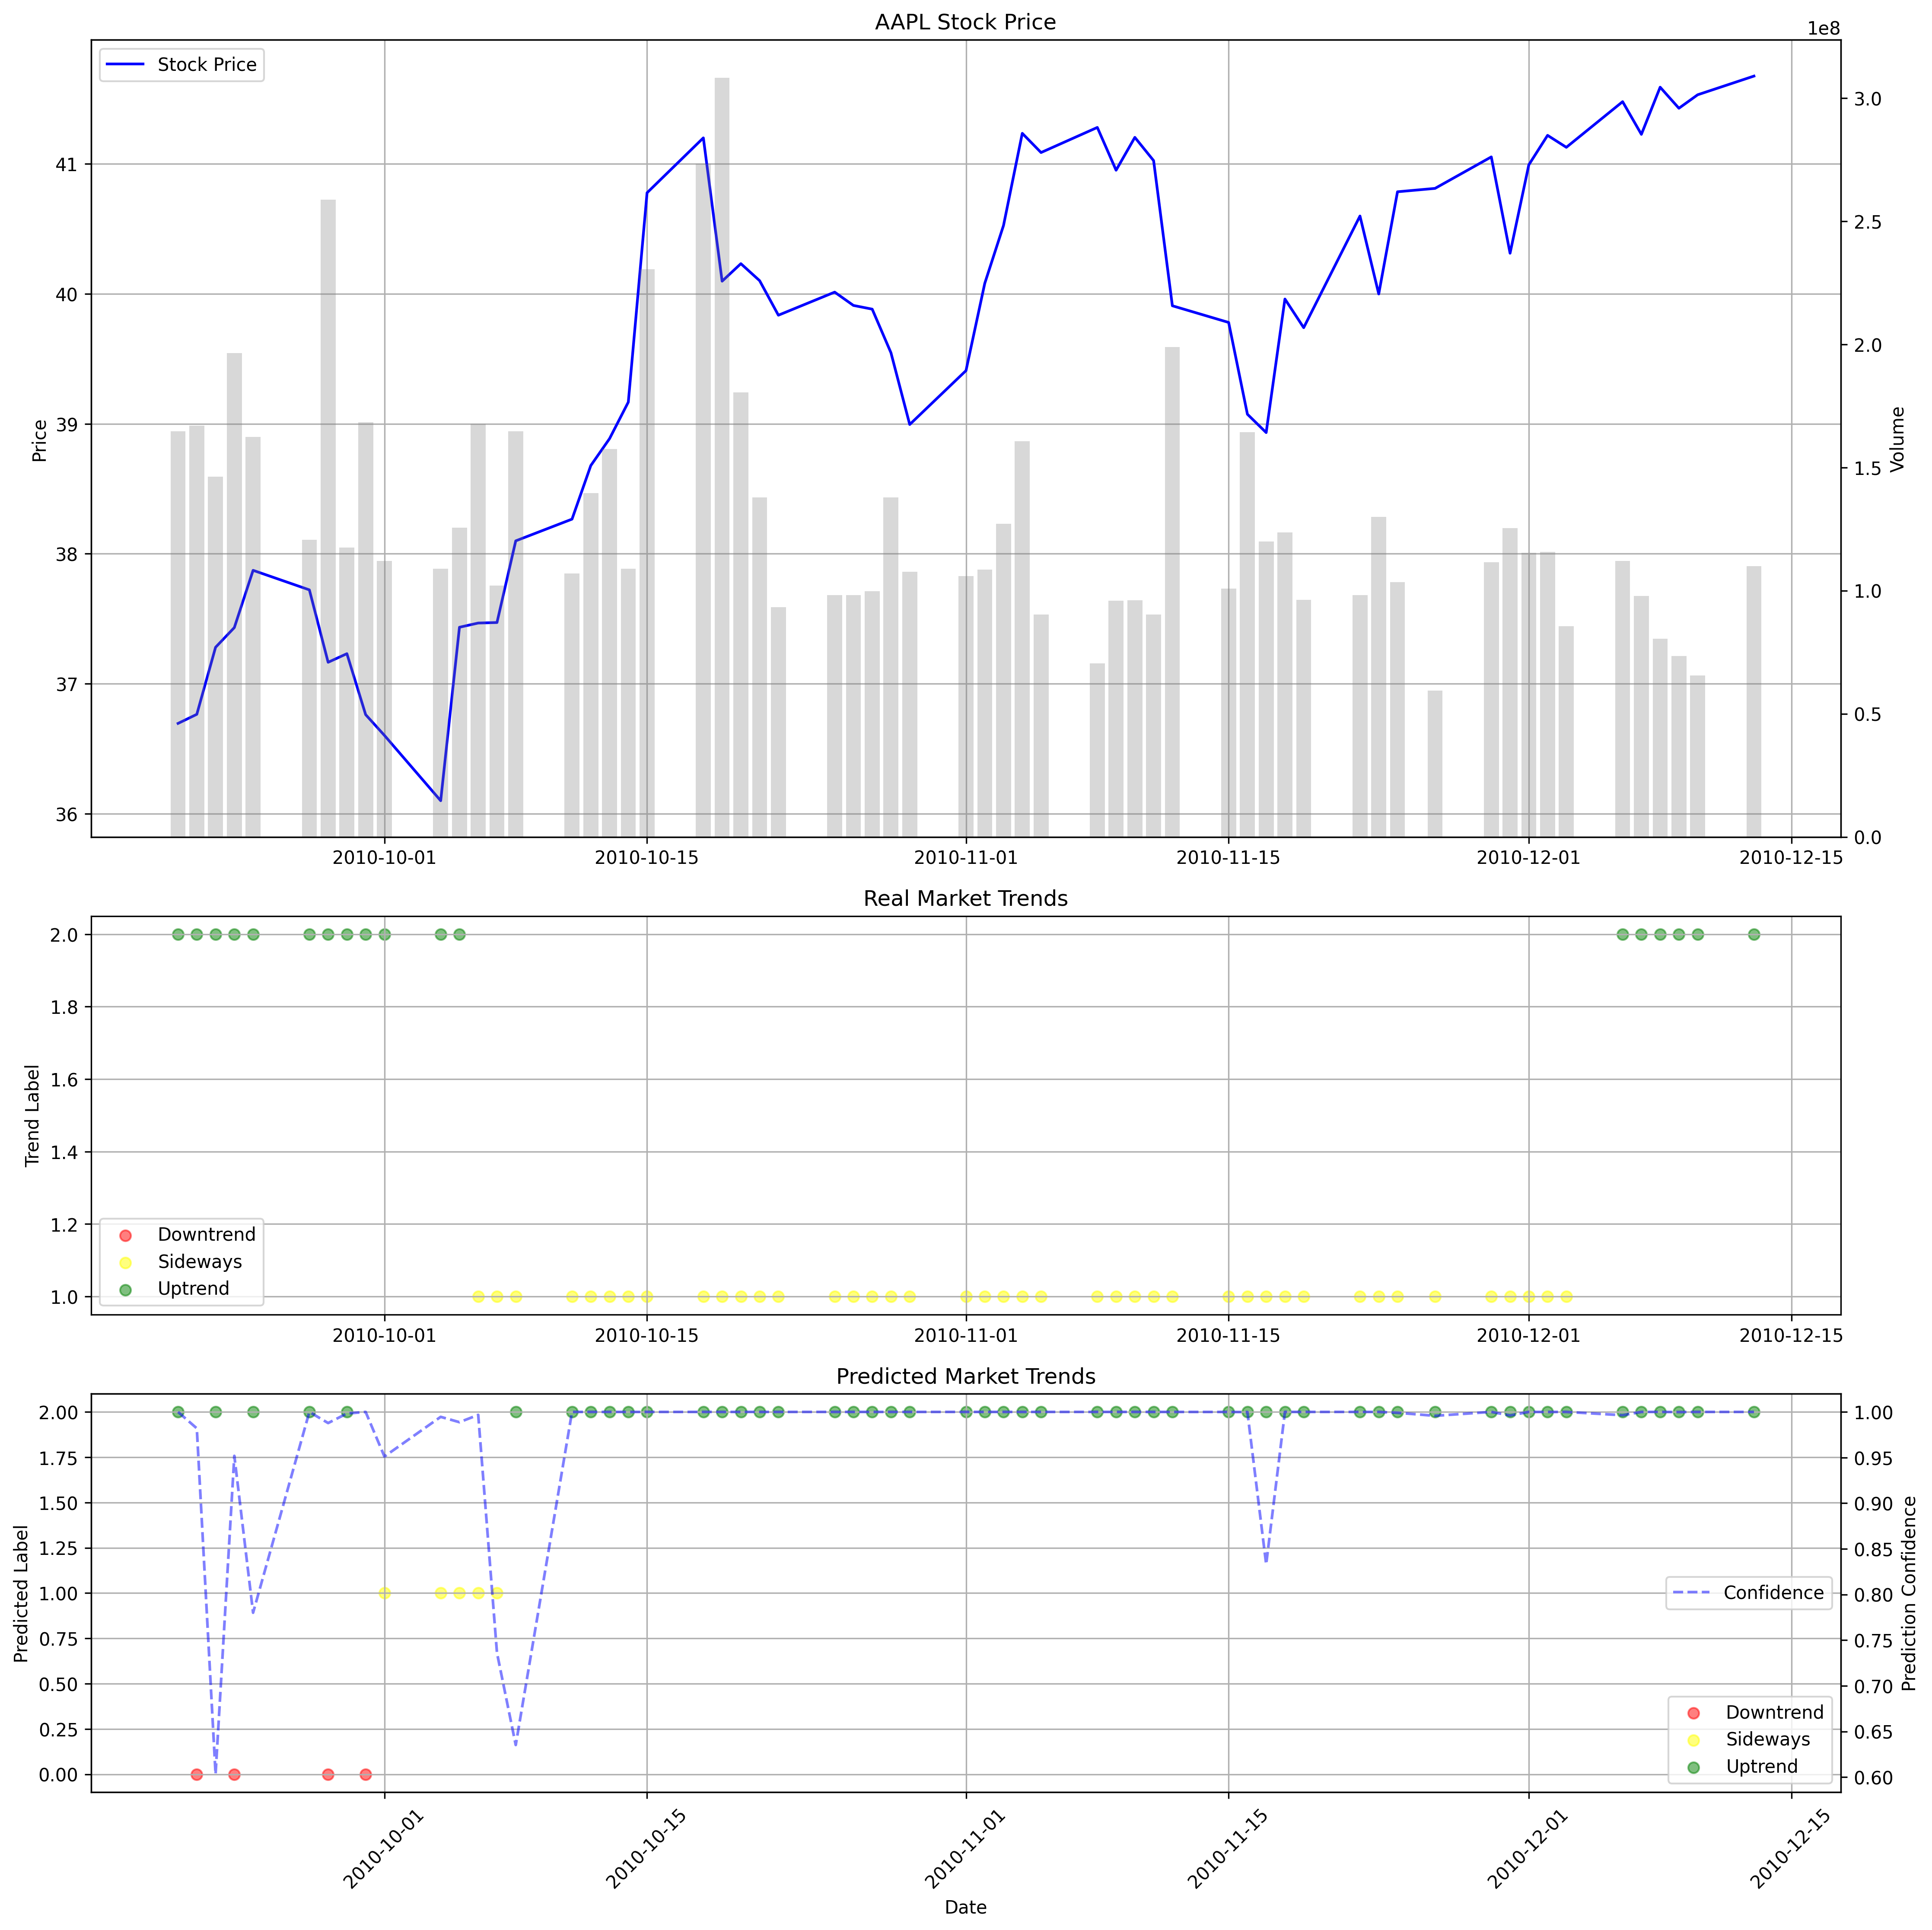 AAPL Stock Price
1e8
Stock Price
41
40
39
38
37
36
Price
3.0
2.5
2.0
1.5
1.0
0.5
0.0
Volume
2010-10-01 2010-10-15 2010-11-01 2010-11-15 2010-12-01 2010-12-15
Real Market Trends
2.0
1.8
1.6
1.4
1.2
1.0
Trend Label
Downtrend
Sideways
Uptrend
2010-10-01 2010-10-15 2010-11-01 2010-11-15 2010-12-01 2010-12-15
Predicted Market Trends
2.00
1.75
1.50
1.25
1.00
0.75
0.50
0.25
0.00
Predicted Label
1.00
0.95
0.90
0.85
0.80
0.75
0.70
0.65
0.60
Prediction Confidence
Confidence
Downtrend
Sideways
Uptrend
2010-10-01 2010-10-15 2010-11-01 2010-11-15 2010-12-01 2010-12-15
Date